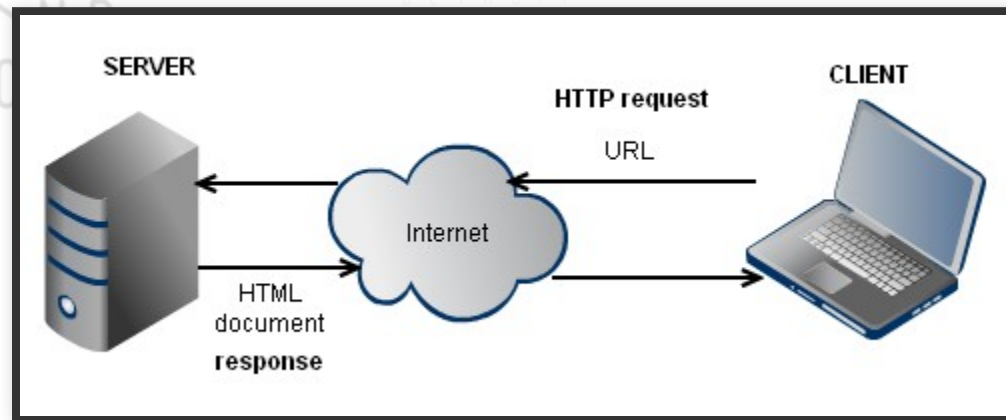 SERVER
CLIENT
HTTP request
URL
Internet
HTML
document
response